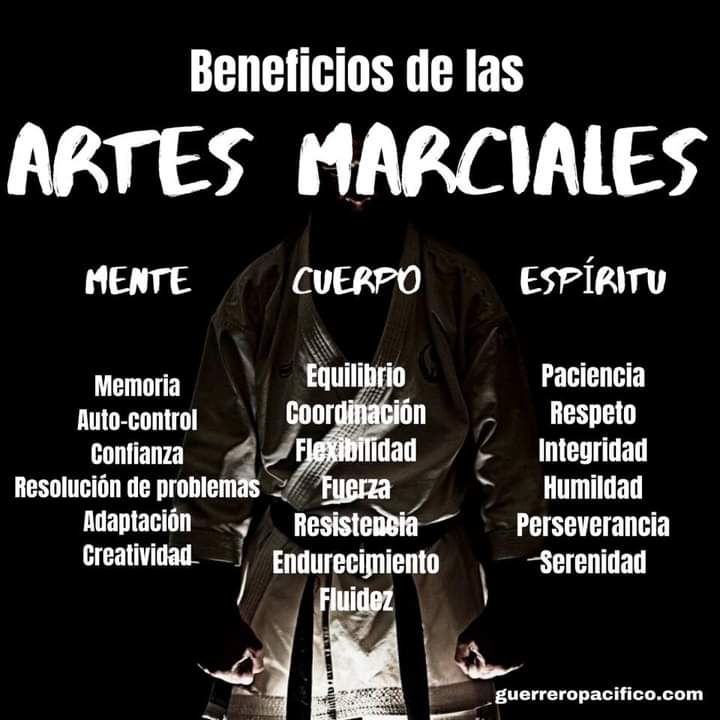 Beneficios de las
ARTES MARCIALES
MENTE
Memoria
Auto-control
Confianza
Resolución de problemas
Adaptación
Creatividad
CUERPO
Equilibrio
Coordinación
Flexibilidad
Fuerza
Resistencia
Endurecimiento
Fluidez
ESPÍRITU
Paciencia
Respeto
Integridad
Humildad
Perseverancia
Serenidad
guerreropacifico.com